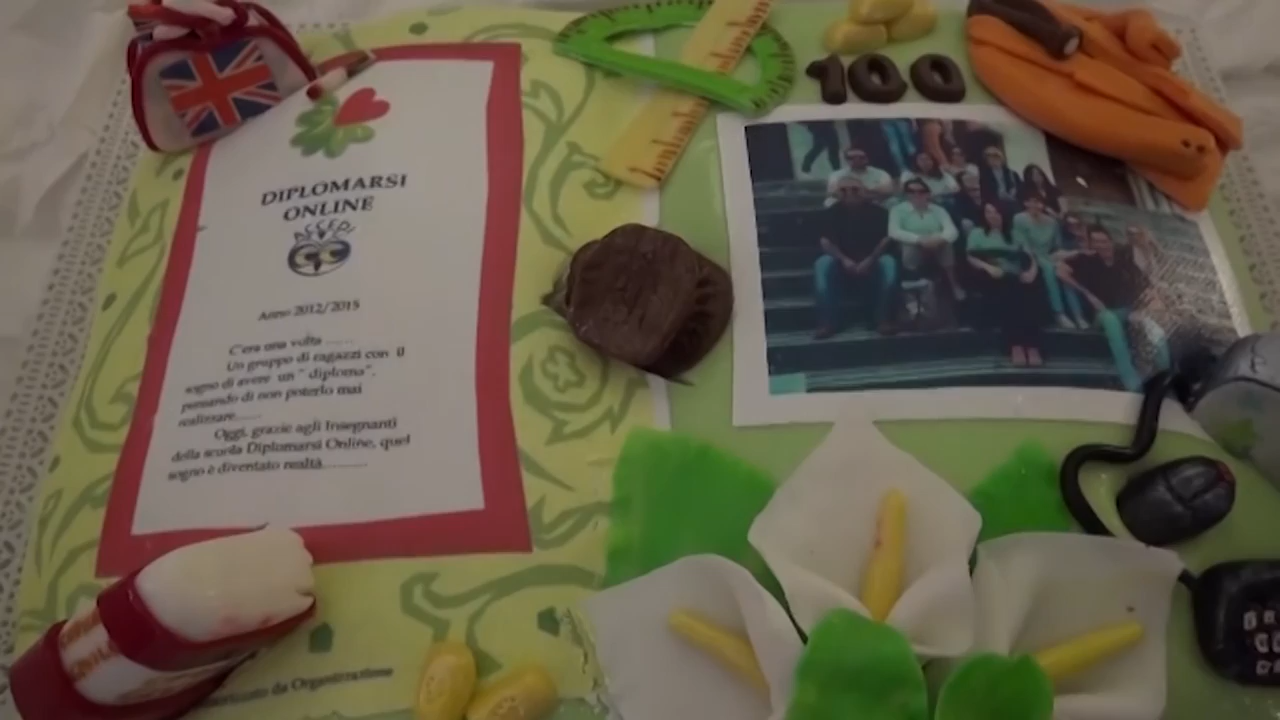 100
DIPLOMARSI
ONLINE
Anno 2012/2015
C'era una volta ......
Un gruppo di ragazzi con il
sogno di avere un " diploma",
pensando di non poterlo mai
realizzare......
Oggi, grazie agli Insegnanti
della scuola Diplomarsi Online, quel
sogno è diventato realtà..........
da Organizzazione